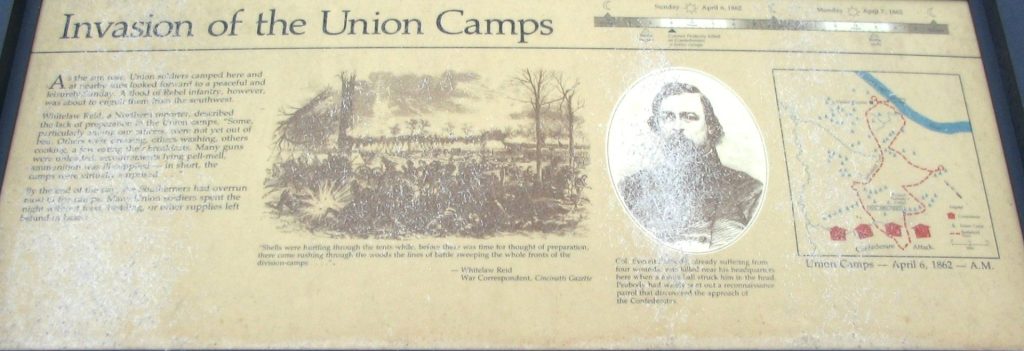 Invasion of the Union Camps
Sunday April 6, 1862
Monday April 7, 1862
As the sun rose, Union soldiers camped here and
at nearby sites looked forward to a peaceful and
leisurely Sunday. A flood of Rebel infantry, however,
was about to engulf them from the southwest.
Whitelaw Reid, a Northern reporter, described
the lack of preparation in the Union camps. "Some,
particularly among our officers, were not yet out of
bed. Others were dressing, others washing, others
cooking, a few eating their breakfasts. Many guns
were unloaded, accoutrements lying pell-mell,
ammunition was ill-supplied — in short, the
camps were virtually surprised
By the end of the day, the Southerners had overrun
most of the camps. Many Union soldiers spent the
night without food, bedding, or other supplies left
behind in
"Shells were hurtling through the tents while, before there was time for thought of preparation,
there came rushing through the woods the lines of battle sweeping the whole fronts of the
division-camps
— Whitelaw Reid
War Correspondent, Cincinnati Gazette
Col. Everett Peabody, already suffering from
four wounds, was killed near his headquarters
here when a ball struck him in the head.
Peabody had sent out a reconnaissance
patrol that discovered the approach of
the Confederates.
Legend
Confederate Attack
Union Camps — April 6, 1862 — A.M.